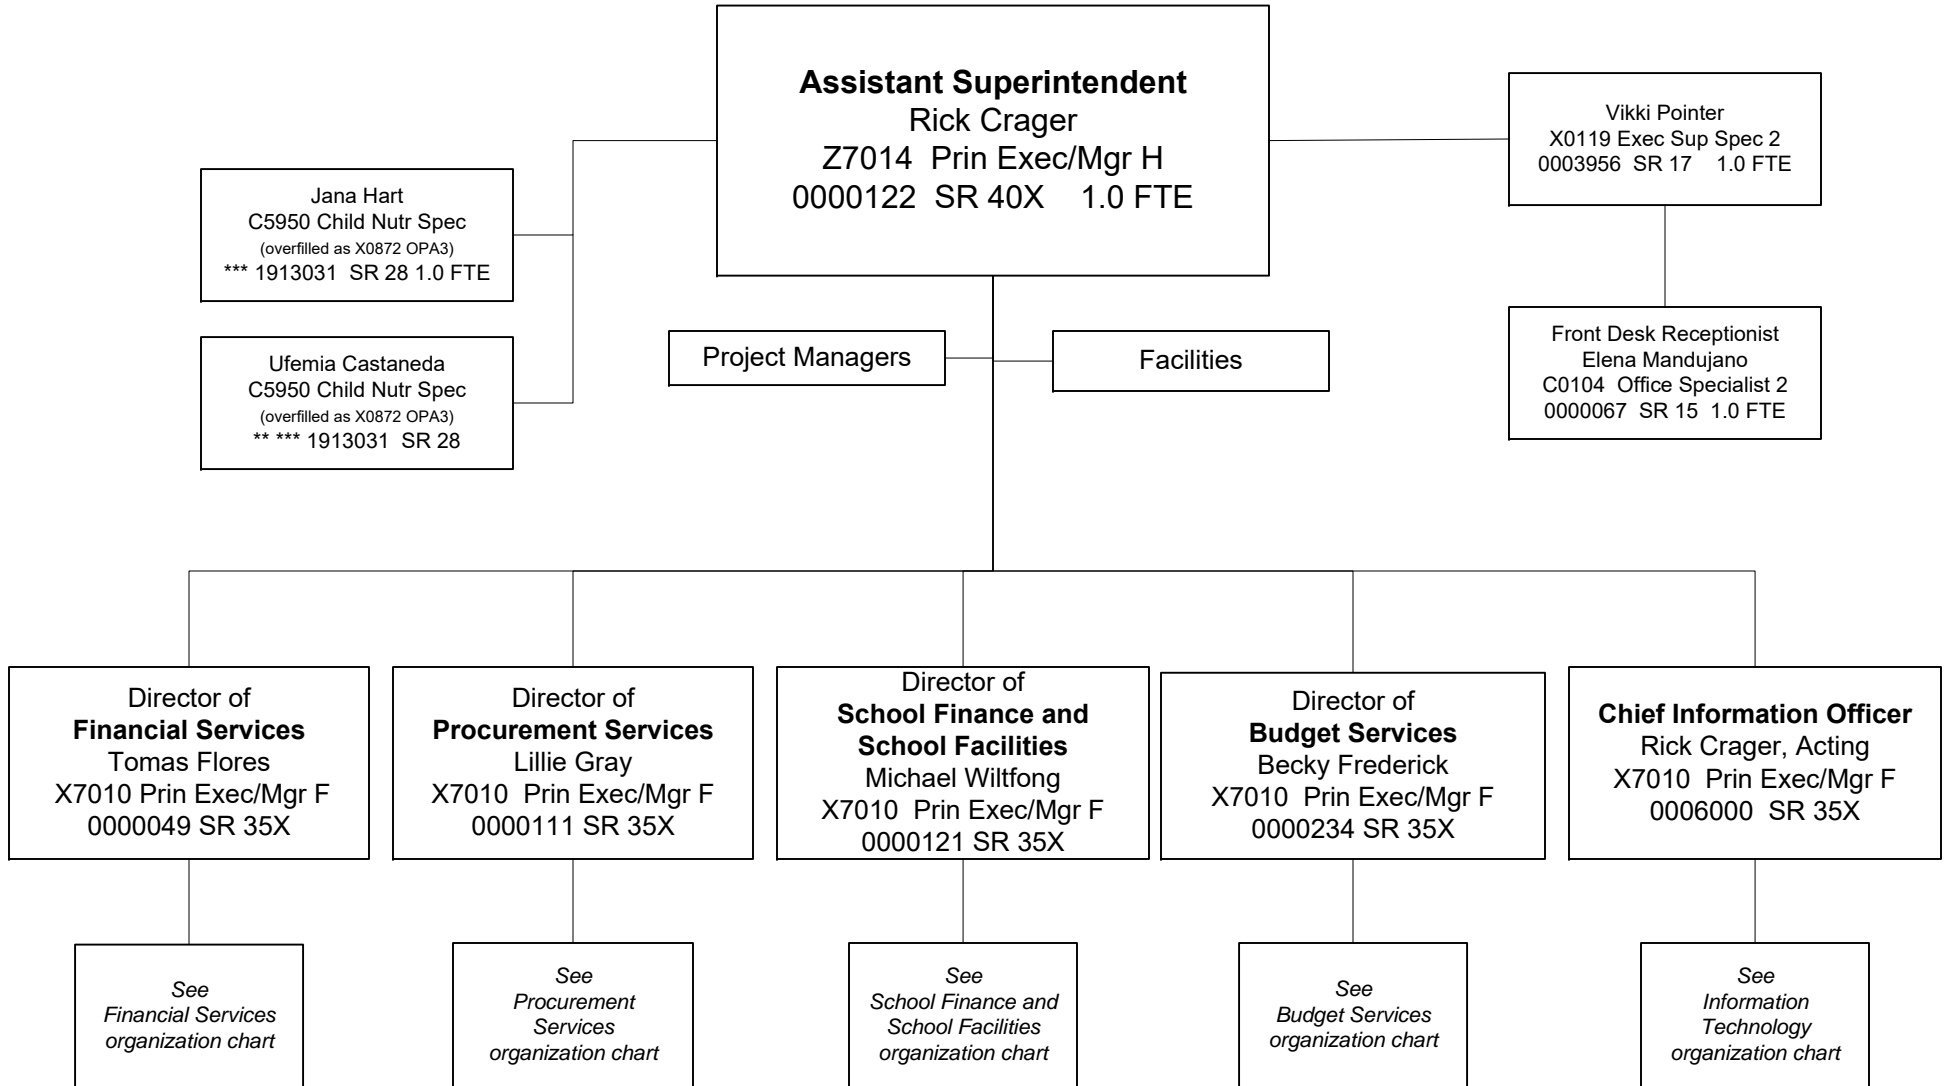 Assistant Superintendent
Rick Crager
Z7014  Prin Exec/Mgr H
0000122  SR 40X    1.0 FTE
Vikki Pointer
X0119 Exec Sup Spec 2
0003956  SR 17    1.0 FTE
Jana Hart
C5950 Child Nutr Spec
(overfilled as X0872 OPA3)
*** 1913031  SR 28 1.0 FTE
Ufemia Castaneda
C5950 Child Nutr Spec
(overfilled as X0872 OPA3)
** *** 1913031  SR 28
Project Managers
Facilities
Front Desk Receptionist
Elena Mandujano
C0104  Office Specialist 2
0000067  SR 15  1.0 FTE
Director of
Financial Services
Tomas Flores
X7010 Prin Exec/Mgr F
0000049 SR 35X
Director of
Procurement Services
Lillie Gray
X7010  Prin Exec/Mgr F
0000111 SR 35X
Director of
School Finance and
School Facilities
Michael Wiltfong
X7010  Prin Exec/Mgr F
0000121 SR 35X
Director of
Budget Services
Becky Frederick
X7010  Prin Exec/Mgr F
0000234 SR 35X
Chief Information Officer
Rick Crager, Acting
X7010  Prin Exec/Mgr F
0006000  SR 35X
See
Financial Services
organization chart
See
Procurement
Services
organization chart
See
School Finance and
School Facilities
organization chart
See
Budget Services
organization chart
See
Information
Technology
organization chart